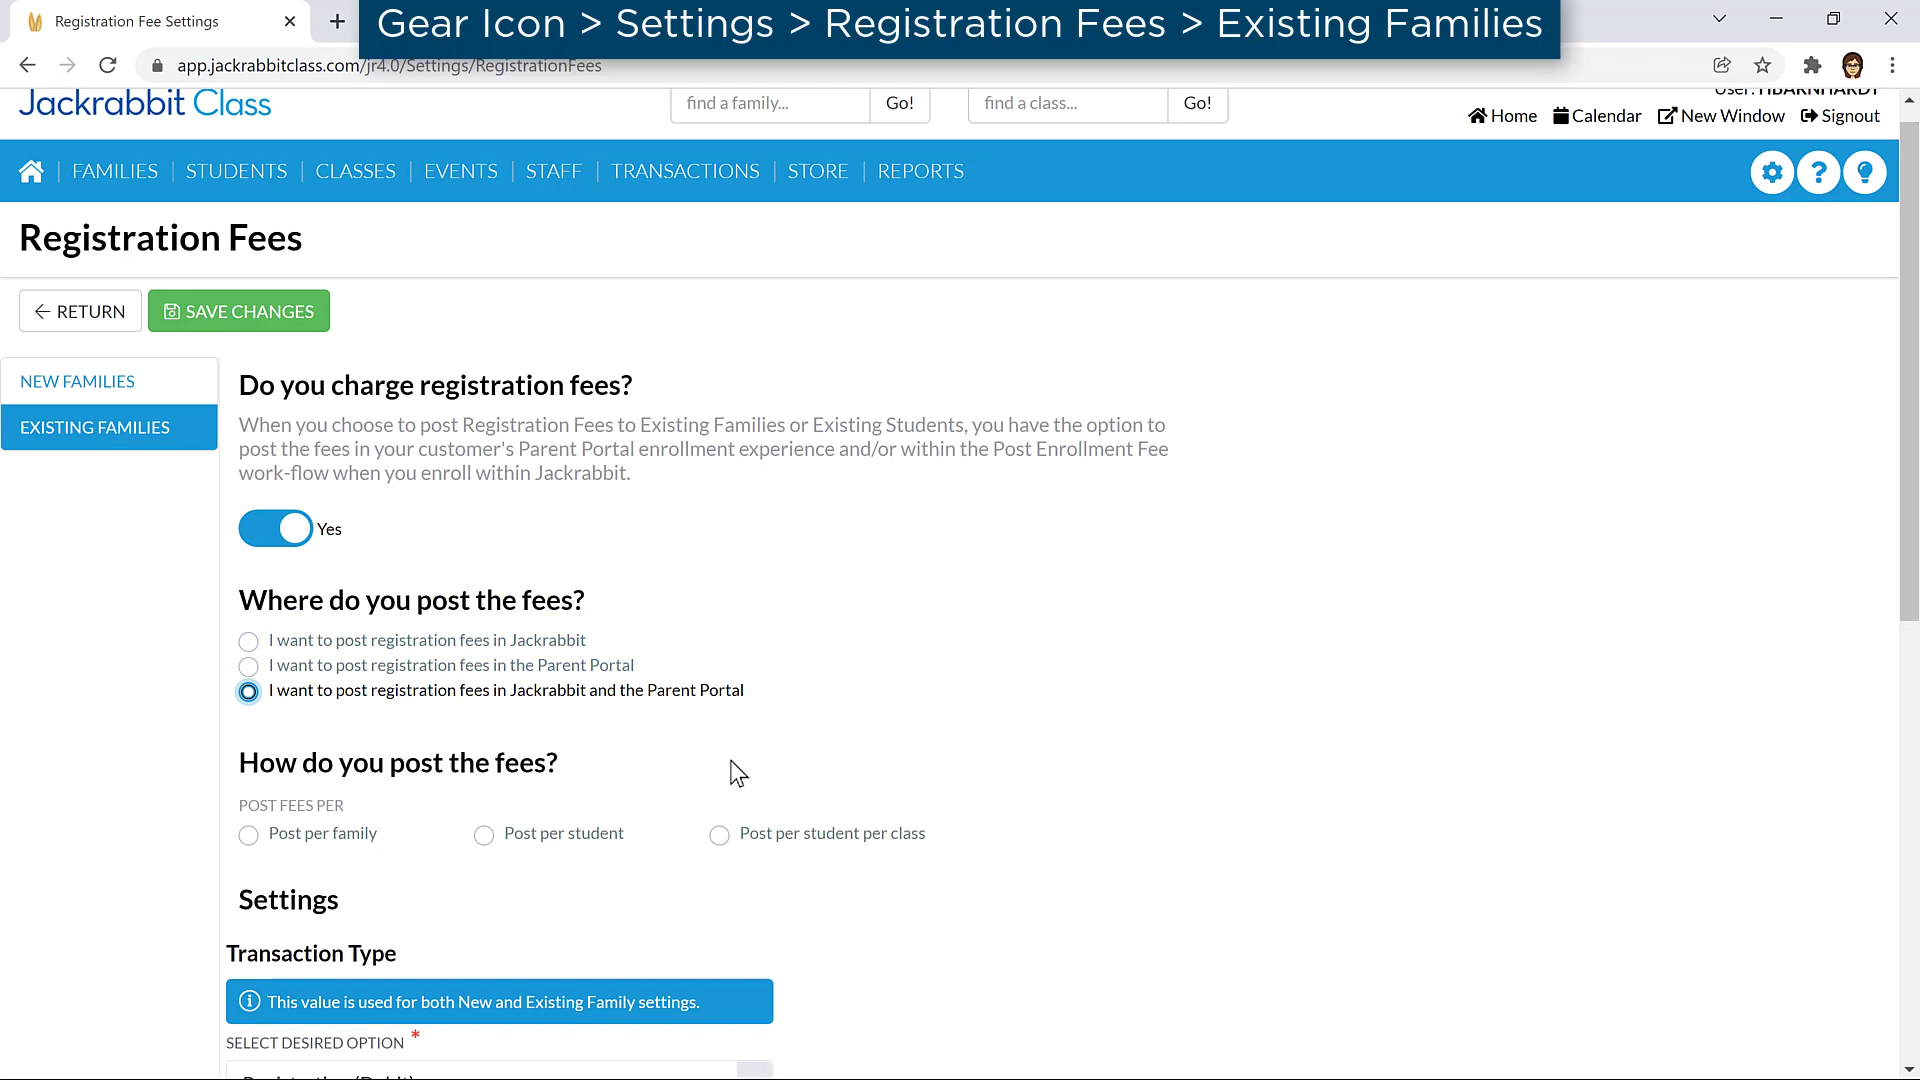 Registration Fee Settings
Gear Icon > Settings > Registration Fees > Existing Families
app.jackrabbitclass.com/jr4.0/Settings/RegistrationFees
Jackrabbit Class
find a family...
Go!
find a class...
Go!
User: HBARNHARDT
Home
Calendar
New Window
Signout
FAMILIES
STUDENTS
CLASSES
EVENTS
STAFF
TRANSACTIONS
STORE
REPORTS
?
Registration Fees
RETURN
SAVE CHANGES
NEW FAMILIES
EXISTING FAMILIES
Do you charge registration fees?
When you choose to post Registration Fees to Existing Families or Existing Students, you have the option to
post the fees in your customer's Parent Portal enrollment experience and/or within the Post Enrollment Fee
work-flow when you enroll within Jackrabbit.
Yes
Where do you post the fees?
I want to post registration fees in Jackrabbit
I want to post registration fees in the Parent Portal
I want to post registration fees in Jackrabbit and the Parent Portal
How do you post the fees?
POST FEES PER
Post per family
Post per student
Post per student per class
Settings
Transaction Type
This value is used for both New and Existing Family settings.
SELECT DESIRED OPTION *
Registration (Debit)